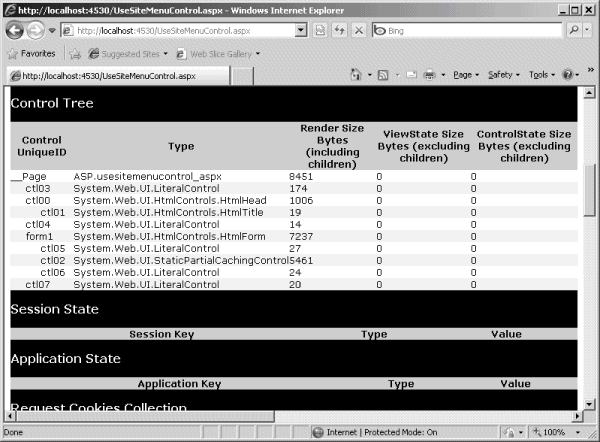 http://localhost:4530/UseSiteMenuControl.aspx - Windows Internet Explorer
http://localhost:4530/UseSiteMenuControl.aspx Bing
Favorites Suggested Sites Web Slice Gallery
http://localhost:4530/UseSiteMenuControl.aspx Page Safety Tools
Control Tree
Control UniqueID Type Render Size Bytes (including children) ViewState Size Bytes (excluding children) ControlState Size Bytes (excluding children)
__Page ASP.usesitemenucontrol_aspx 8451 0 0
ctl03 System.Web.UI.LiteralControl 174 0 0
ctl00 System.Web.UI.HtmlControls.HtmlHead 1006 0 0
ctl01 System.Web.UI.HtmlControls.HtmlTitle 19 0 0
ctl04 System.Web.UI.LiteralControl 14 0 0
form1 System.Web.UI.HtmlControls.HtmlForm 7237 0 0
ctl05 System.Web.UI.LiteralControl 27 0 0
ctl02 System.Web.UI.StaticPartialCachingControl 5461 0 0
ctl06 System.Web.UI.LiteralControl 24 0 0
ctl07 System.Web.UI.LiteralControl 20 0 0
Session State
Session Key Type Value
Application State
Application Key Type Value
Request Cookies Collection
Done Internet | Protected Mode: On 100%